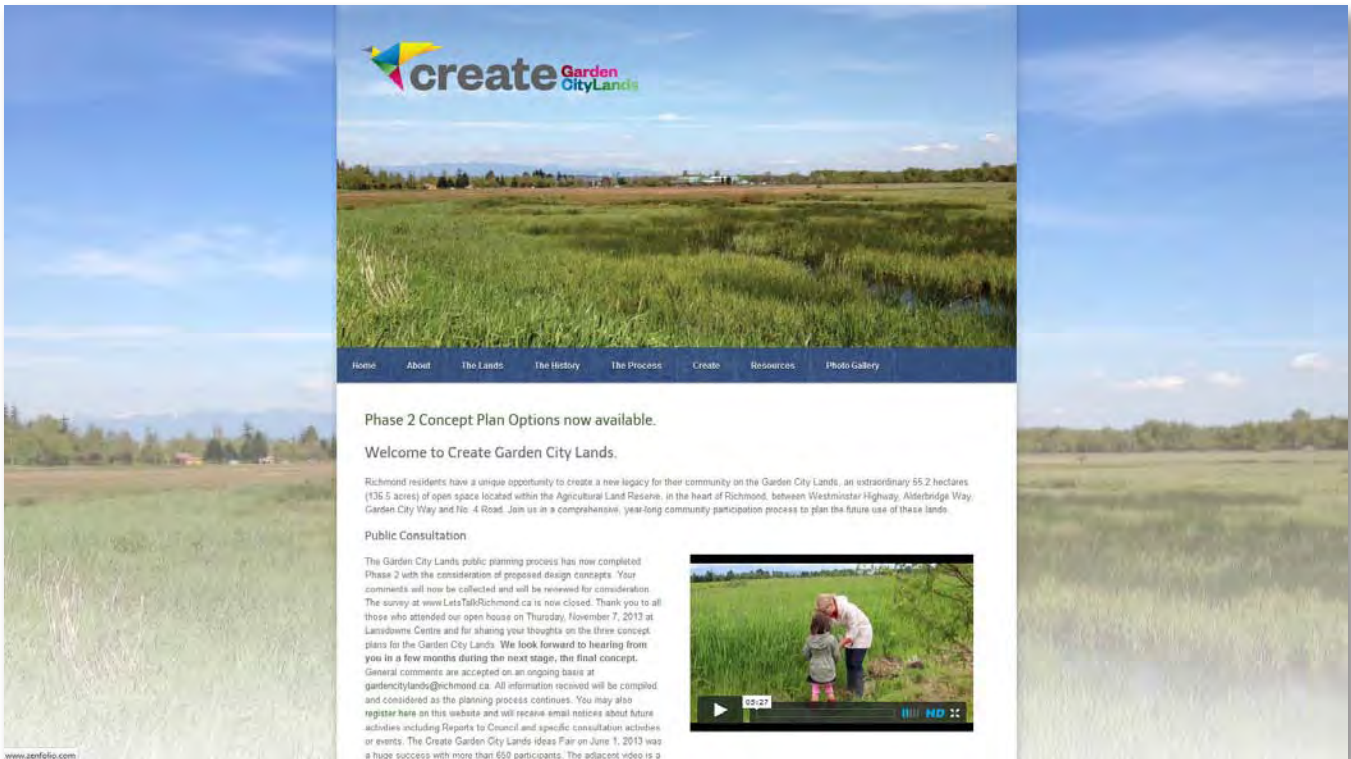 create Garden
CityLands
Home About The Lands The History The Process Create Resources Photo Gallery
Phase 2 Concept Plan Options now available.
Welcome to Create Garden City Lands.
Richmond residents have a unique opportunity to create a new legacy for their community on the Garden City Lands, an extraordinary 55.2 hectares
(136.5 acres) of open space located within the Agricultural Land Reserve, in the heart of Richmond, between Westminster Highway, Alderbridge Way,
Garden City Way and No. 4 Road. Join us in a comprehensive, year-long community participation process to plan the future use of these lands.
Public Consultation
The Garden City Lands public planning process has now completed
Phase 2 with the consideration of proposed design concepts. Your
comments will now be collected and will be reviewed for consideration.
The survey at www.LetsTalkRichmond.ca is now closed. Thank you to all
those who attended our open house on Thursday, November 7, 2013 at
Lansdowne Centre and for sharing your thoughts on the three concept
plans for the Garden City Lands. We look forward to hearing from
you in a few months during the next stage, the final concept.
General comments are accepted on an ongoing basis at
gardencitylands@richmond.ca. All information received will be compiled
and considered as the planning process continues. You may also
register here on this website and will receive email notices about future
activities including Reports to Council and specific consultation activities
or events. The Create Garden City Lands Ideas Fair on June 1, 2013 was
a huge success with more than 650 participants. The adjacent video is a
05:27
HD
www.zenfolio.com